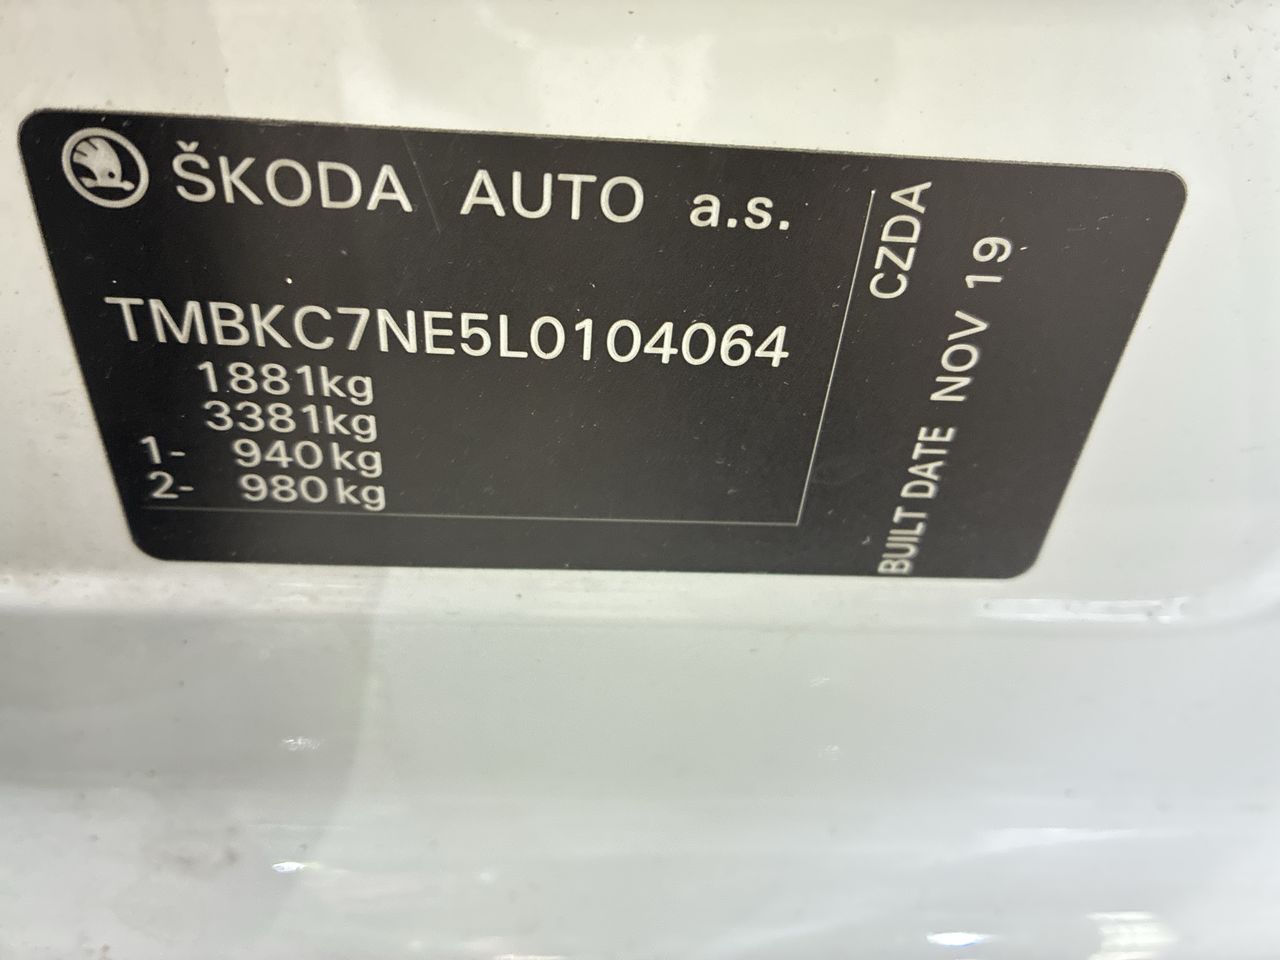 ŠKODA AUTO a.s.
TMBKC7NE5L0104064
1881kg
3381kg
1- 940kg
2- 980kg
CZDA
BUILT DATE NOV 19